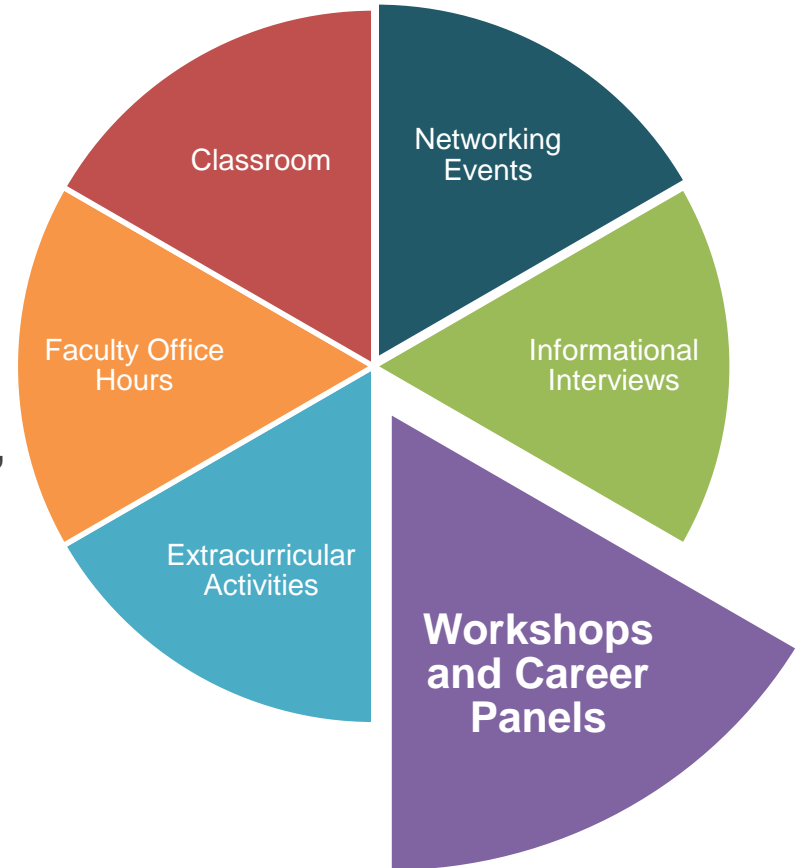 Classroom
Networking
Events
Faculty Office
Hours
Informational
Interviews
,
Extracurricular
Activities
Workshops
and Career
Panels